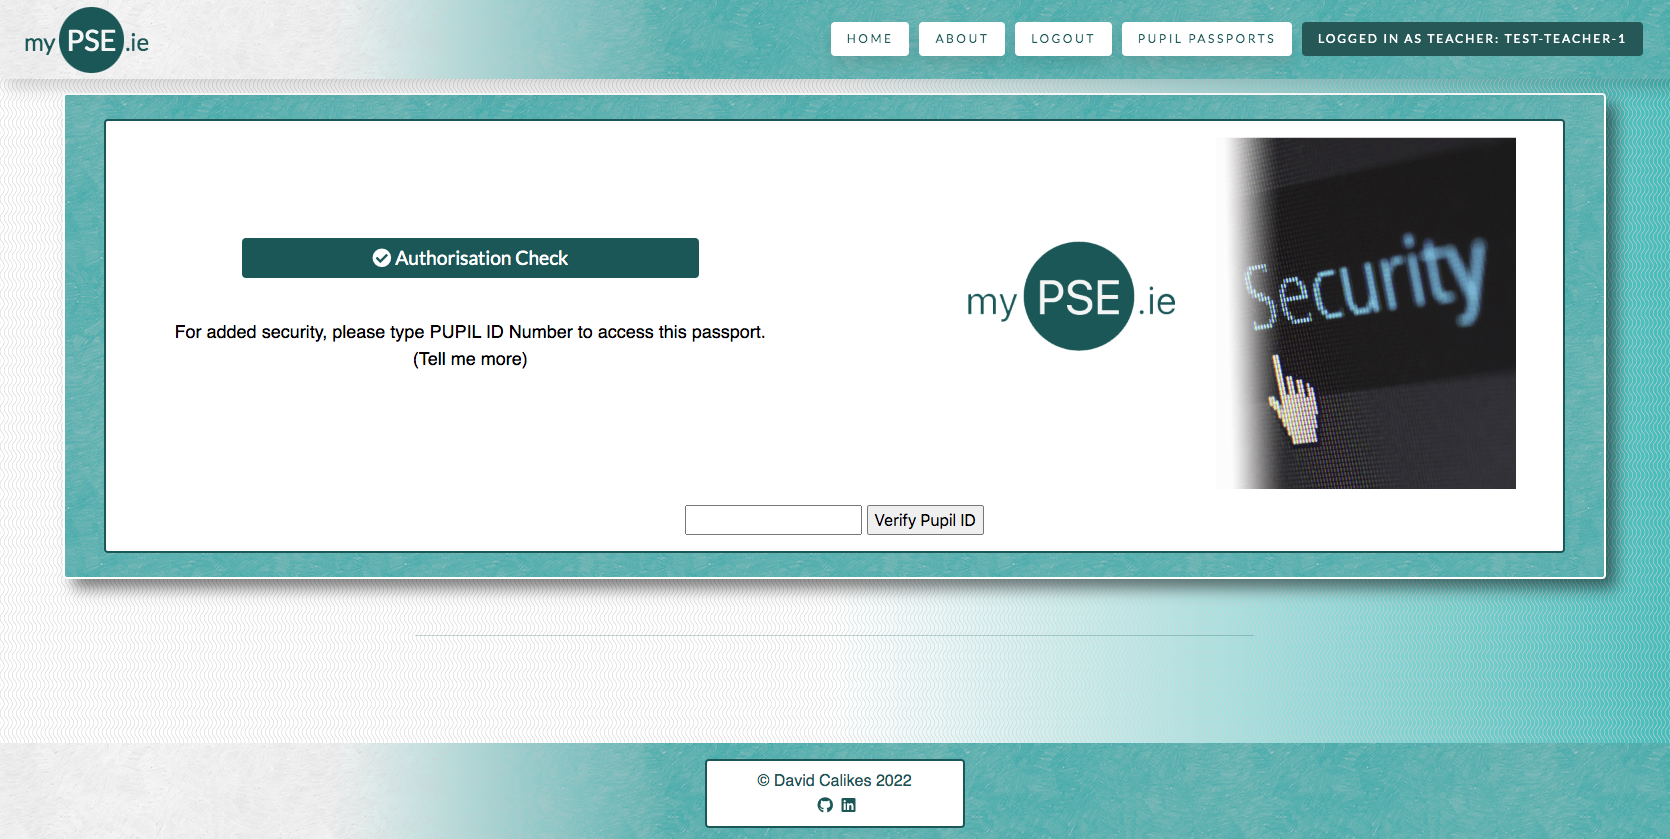 my PSE.ie
HOME
ABOUT
LOGOUT
PUPIL PASSPORTS
LOGGED IN AS TEACHER: TEST-TEACHER-1
Authorisation Check
For added security, please type PUPIL ID Number to access this passport.
(Tell me more)
my PSE.ie
Security
Verify Pupil ID
© David Calikes 2022